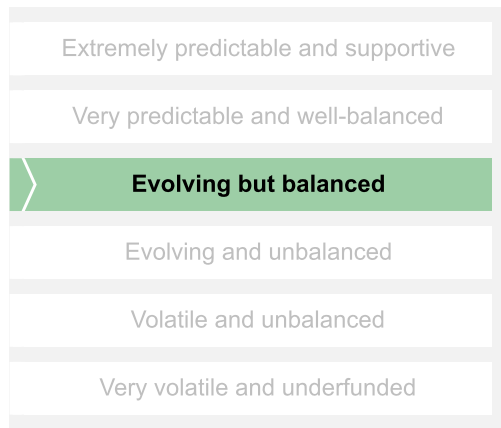 Extremely predictable and supportive
Very predictable and well-balanced
Evolving but balanced
Evolving and unbalanced
Volatile and unbalanced
Very volatile and underfunded